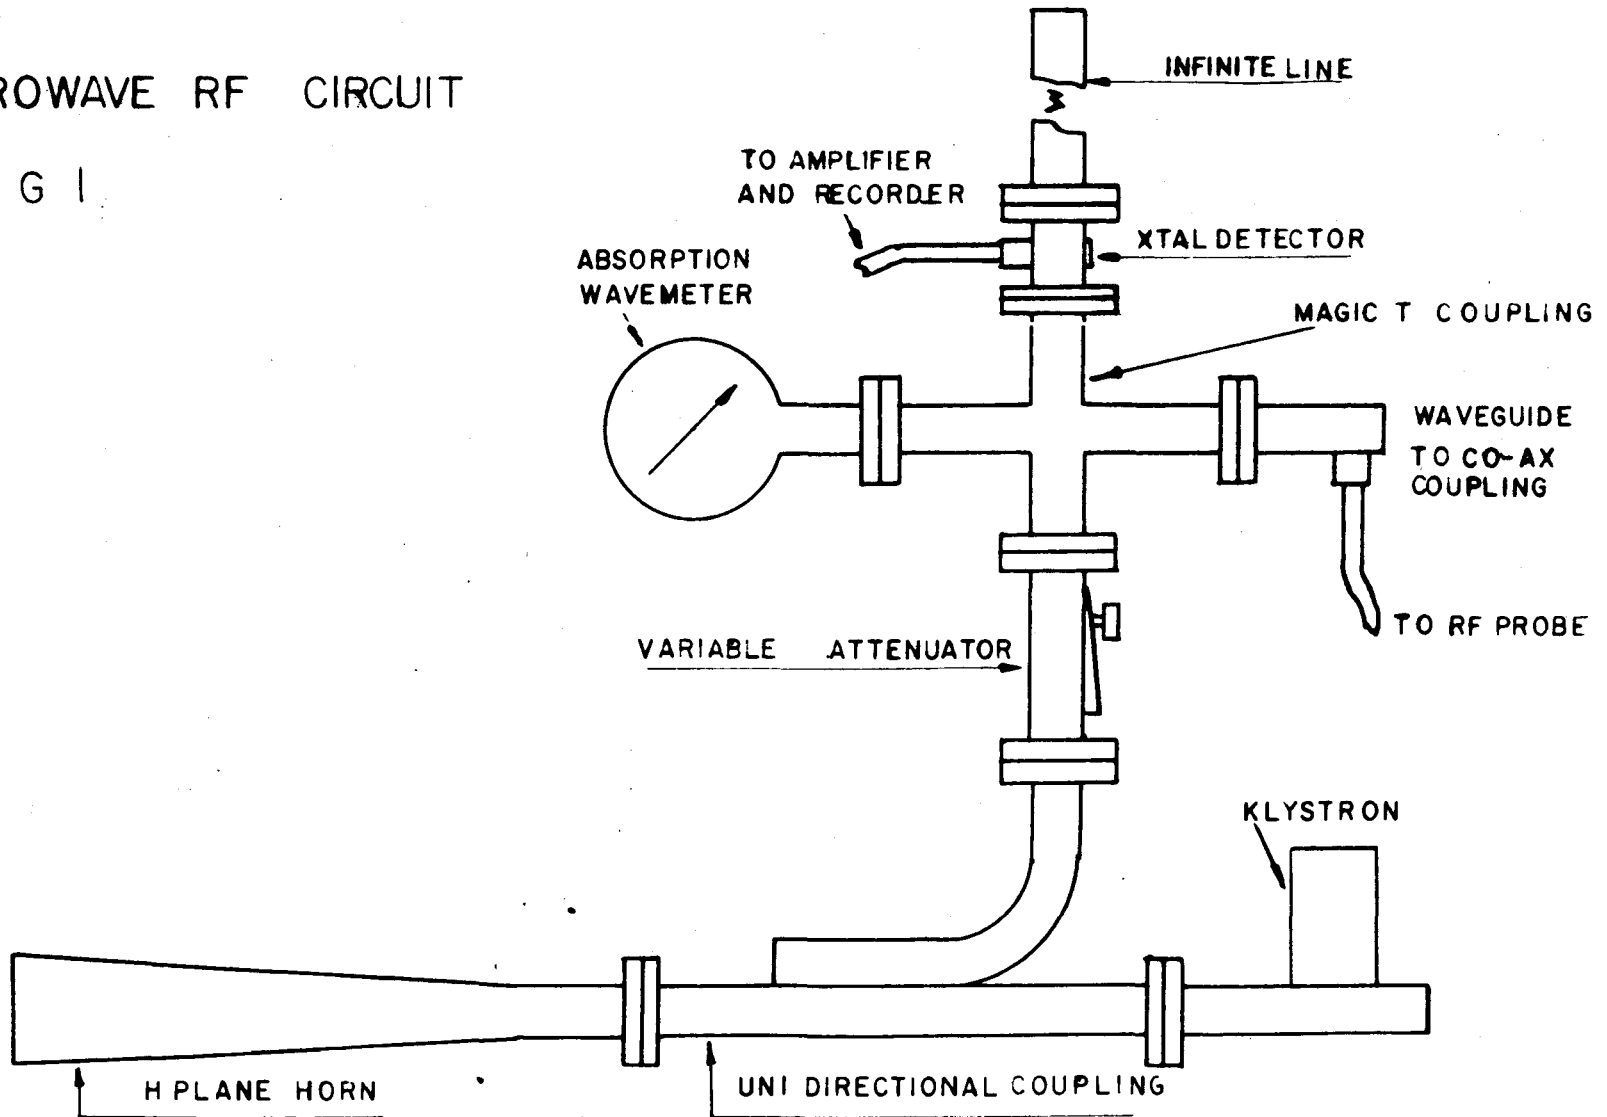 ROWAVE RF CIRCUIT
G 1
INFINITE LINE
TO AMPLIFIER
AND RECORDER
XTAL DETECTOR
ABSORPTION
WAVEMETER
MAGIC T COUPLING
WAVEGUIDE
TO CO-AX
COUPLING
TO RF PROBE
VARIABLE ATTENUATOR
KLYSTRON
H PLANE HORN
UNI DIRECTIONAL COUPLING